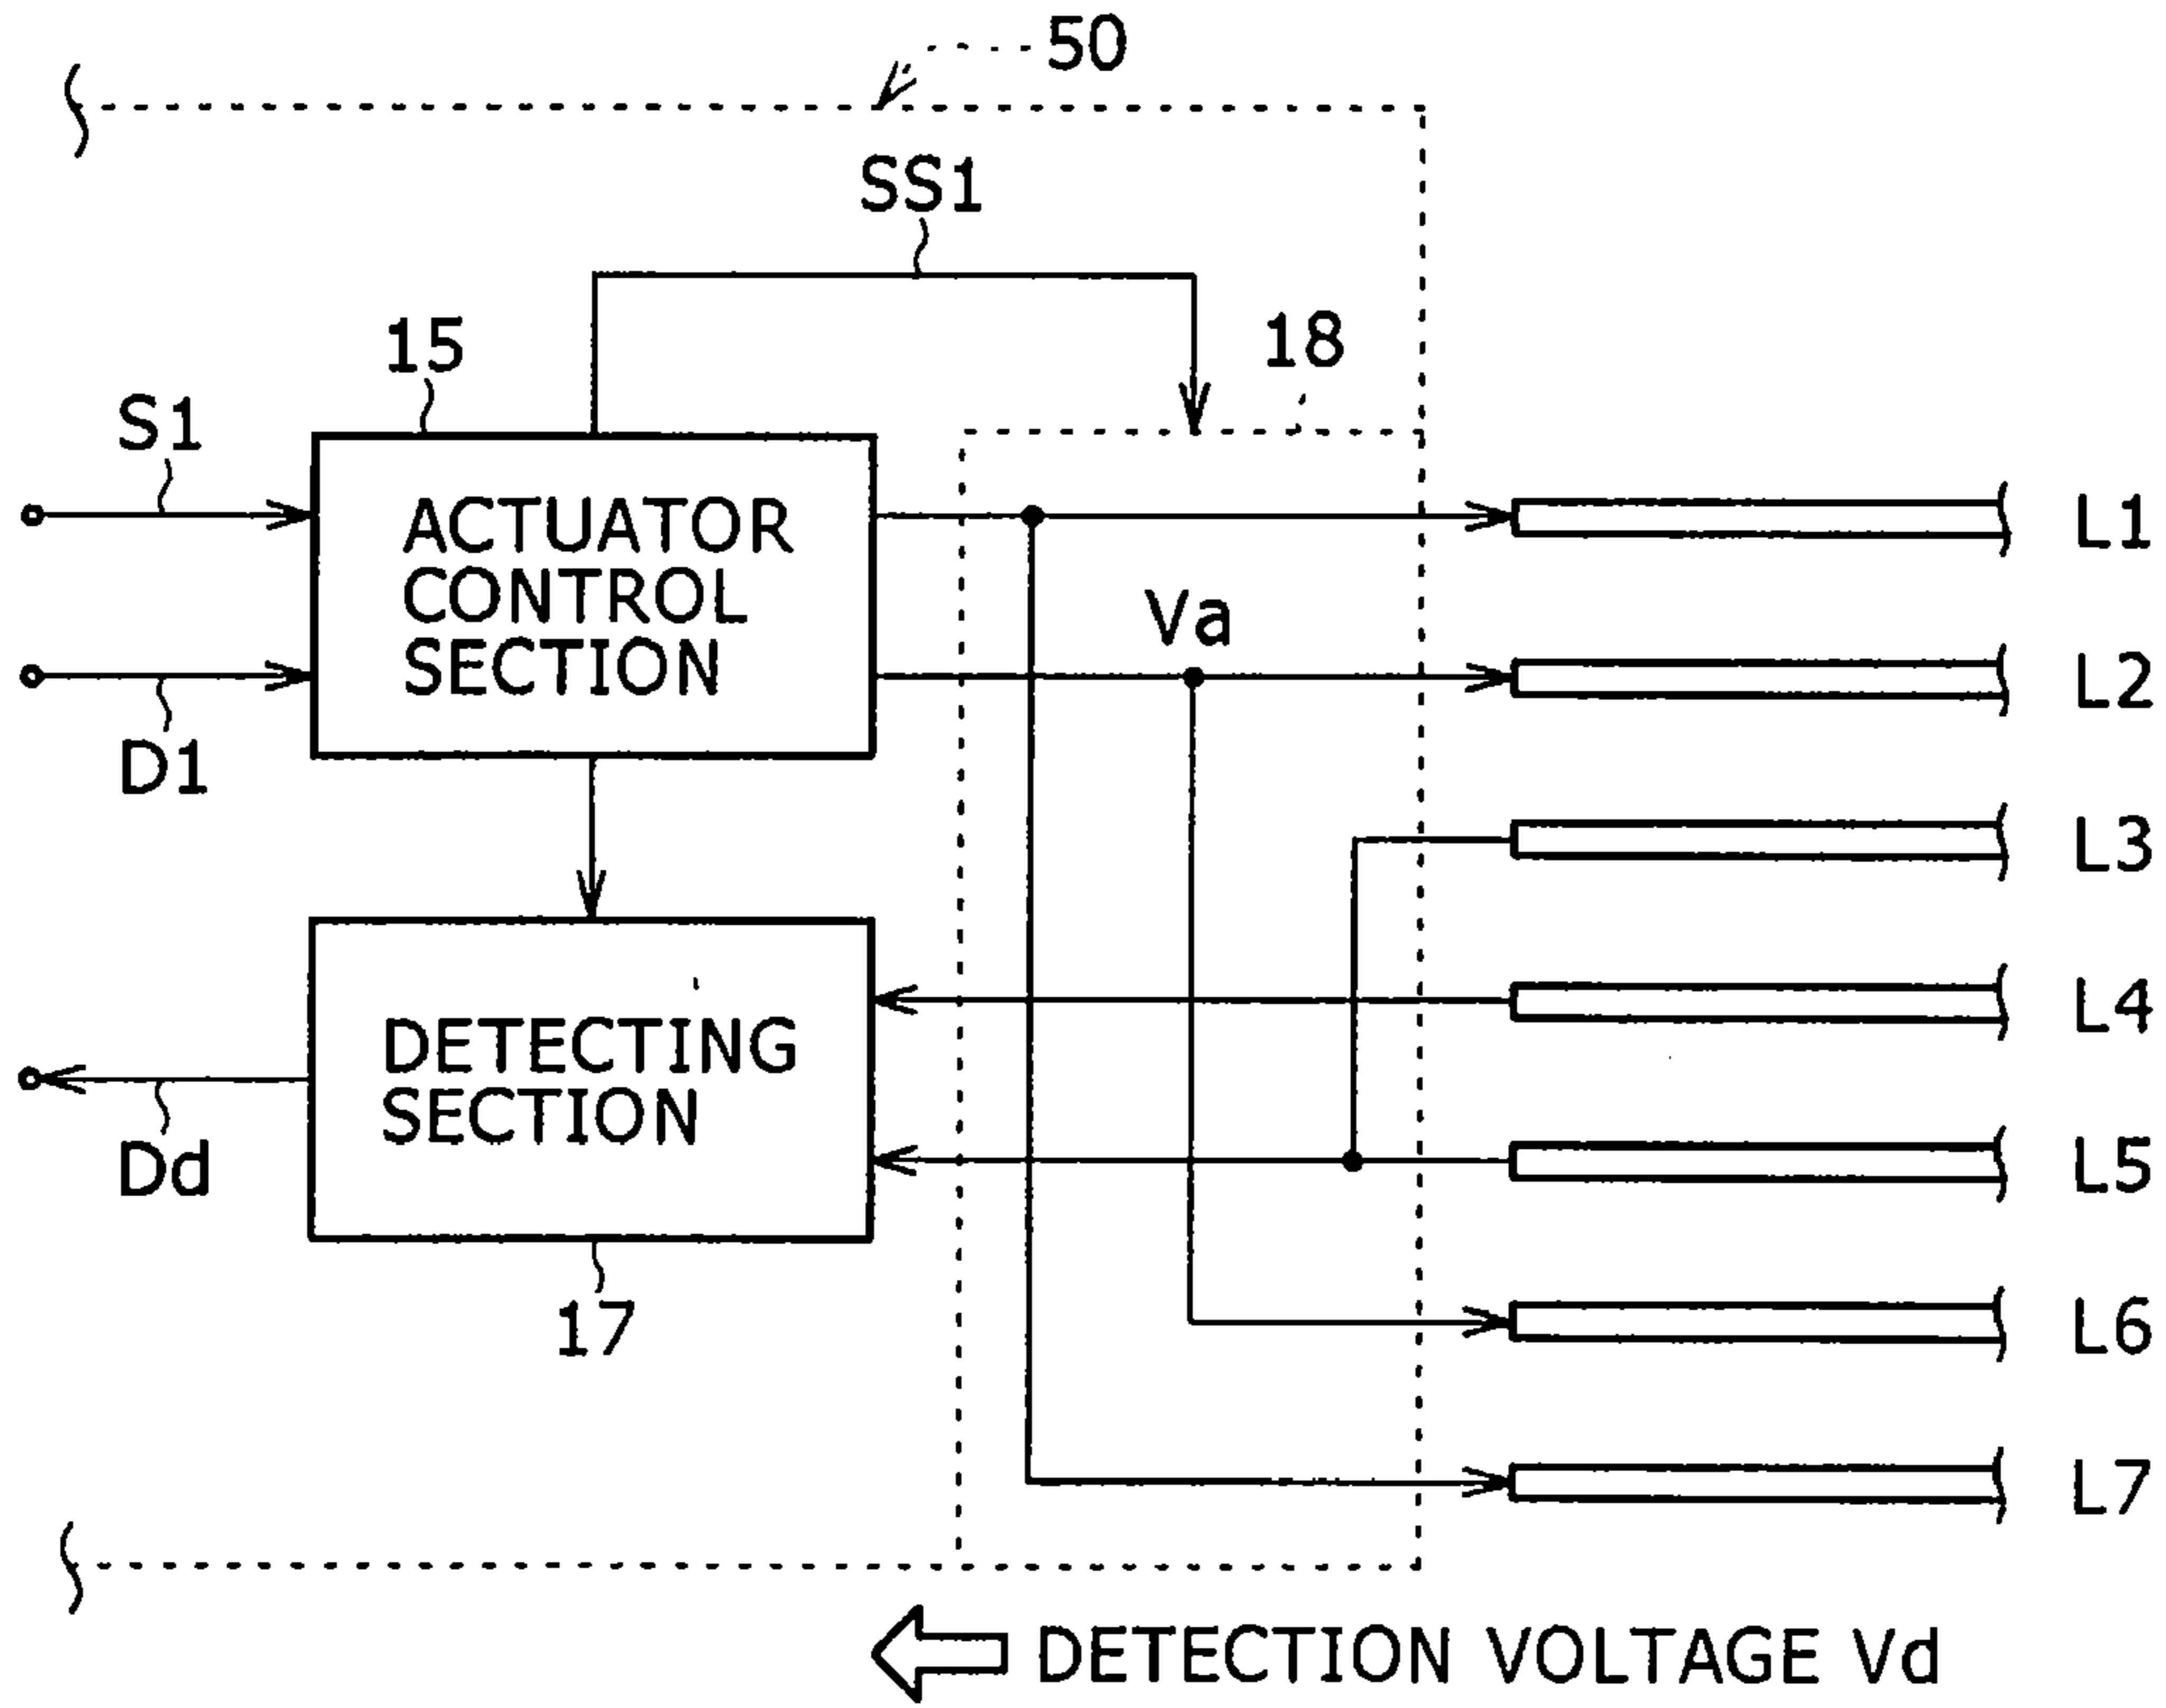 50
SS1
15
18
S1
ACTUATOR
CONTROL
SECTION
L1
Va
L2
D1
L3
L4
DETECTING
SECTION
Dd
L5
17
L6
L7
DETECTION VOLTAGE Vd